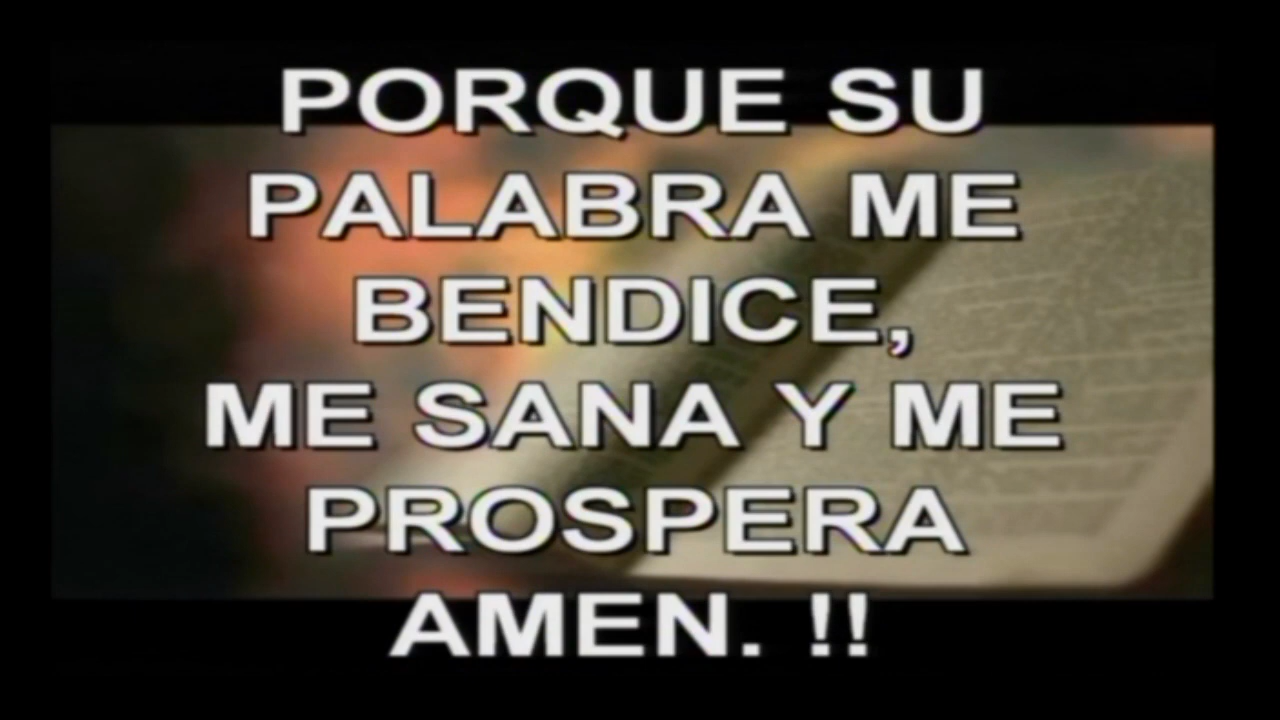 PORQUE SU
PALABRA ME
BENDICE,
ME SANA Y ME
PROSPERA
AMEN. !!